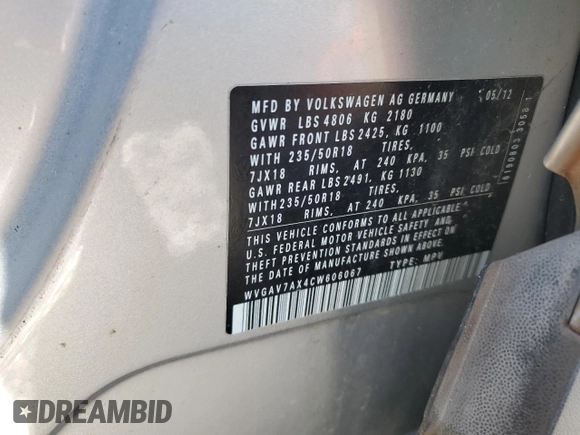 MFD BY VOLKSWAGEN AG GERMANY 05/12
GVWR LBS 4806 KG 2180
GAWR FRONT LBS 2425, KG 1100
WITH 235/50R18 TIRES,
7JX18 RIMS, AT 240 KPA, 35 PSI COLD
GAWR REAR LBS 2491, KG 1130
WITH 235/50R18 TIRES,
7JX18 RIMS, AT 240 KPA, 35 PSI COLD
THIS VEHICLE CONFORMS TO ALL APPLICABLE
U.S. FEDERAL MOTOR VEHICLE SAFETY AND
THEFT PREVENTION STANDARDS IN EFFECT ON
THE DATE OF MANUFACTURE SHOWN ABOVE
WVGAV7AX4CW606067 TYPE: MPV
DREAMBID